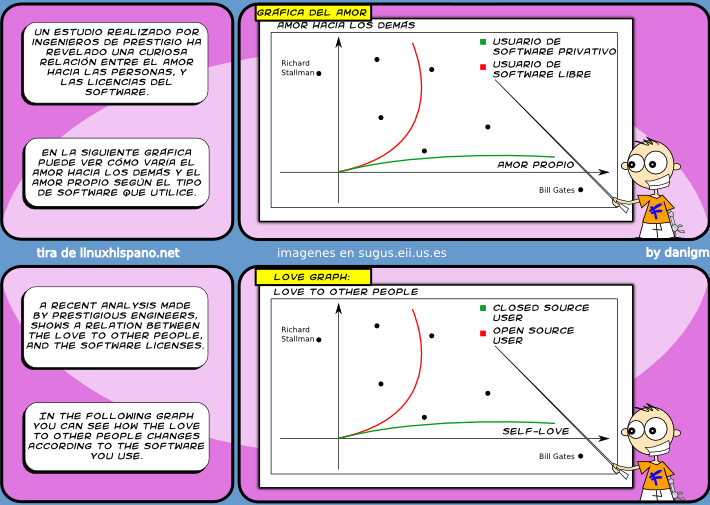 UN ESTUDIO REALIZADO POR
INGENIEROS DE PRESTIGIO HA
REVELADO UNA CURIOSA
RELACIÓN ENTRE EL AMOR
HACIA LAS PERSONAS, Y
LAS LICENCIAS DEL
SOFTWARE.
EN LA SIGUIENTE GRÁFICA
PUEDE VER CÓMO VARÍA EL
AMOR HACIA LOS DEMÁS Y EL
AMOR PROPIO SEGÚN EL TIPO
DE SOFTWARE QUE UTILICE.
GRÁFICA DEL AMOR
AMOR HACIA LOS DEMÁS
USUARIO DE
SOFTWARE PRIVATIVO
USUARIO DE
SOFTWARE LIBRE
Richard
Stallman
AMOR PROPIO
Bill Gates
tira de linuxhispano.net
imagenes en sugus.eii.us.es
by danigm
A RECENT ANALYSIS MADE
BY PRESTIGIOUS ENGINEERS,
SHOWS A RELATION BETWEEN
THE LOVE TO OTHER PEOPLE,
AND THE SOFTWARE LICENSES.
IN THE FOLLOWING GRAPH
YOU CAN SEE HOW THE LOVE
TO OTHER PEOPLE CHANGES
ACCORDING TO THE SOFTWARE
YOU USE.
LOVE GRAPH:
LOVE TO OTHER PEOPLE
CLOSED SOURCE
USER
OPEN SOURCE
USER
Richard
Stallman
SELF-LOVE
Bill Gates